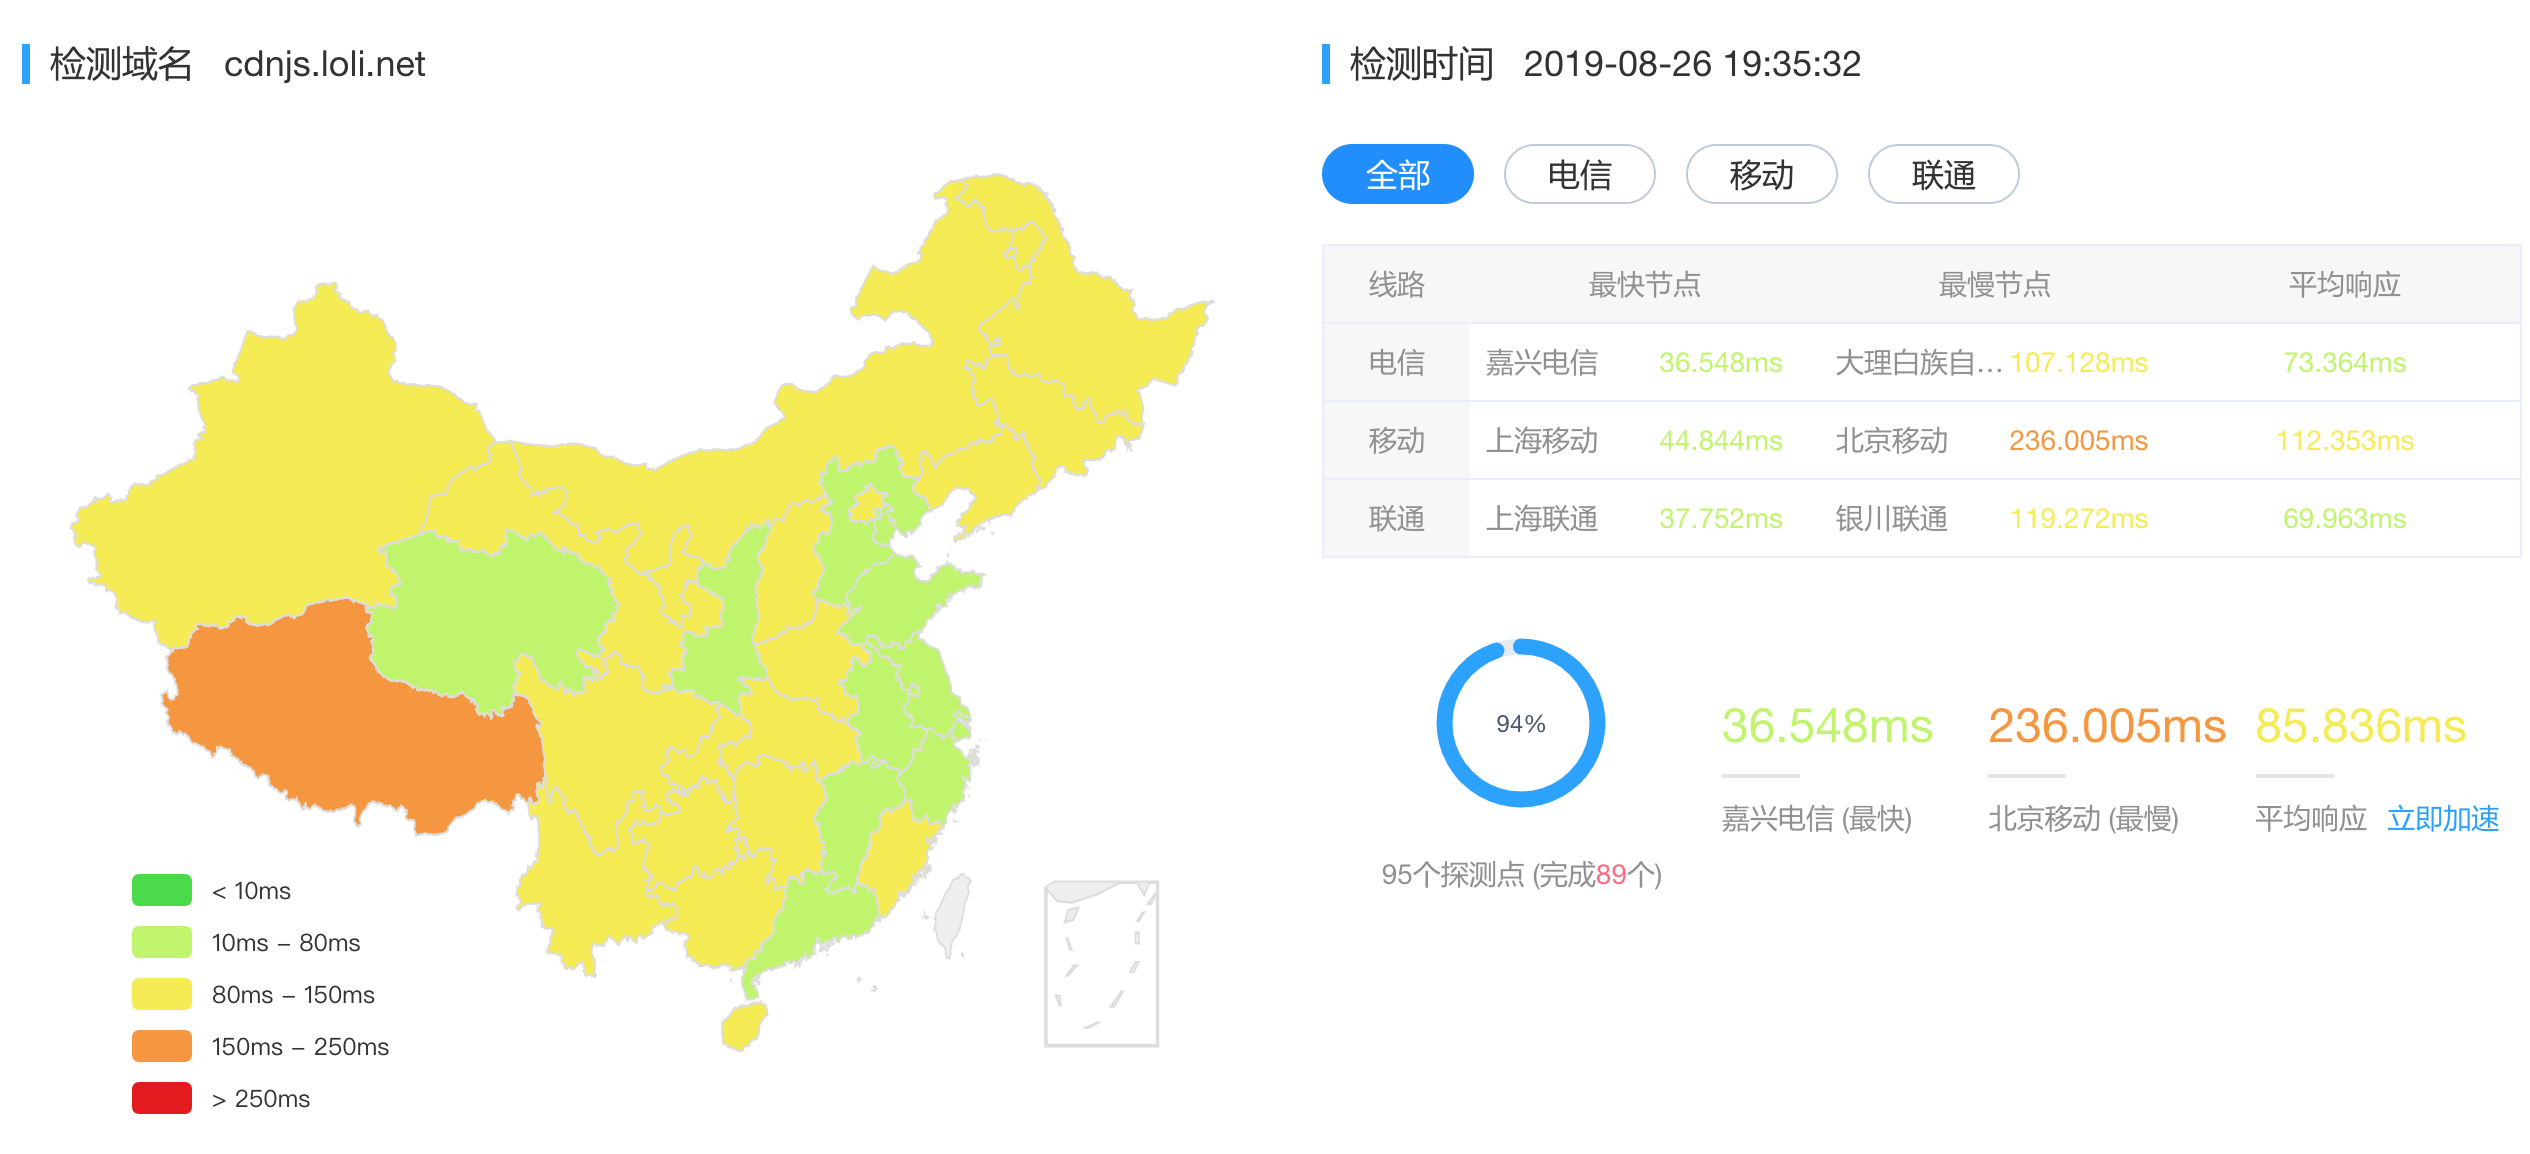 检测域名 cdnjs.loli.net
检测时间 2019-08-26 19:35:32
全部 电信 移动 联通
线路 最快节点 最慢节点 平均响应
电信 嘉兴电信 36.548ms 大理白族自... 107.128ms 73.364ms
移动 上海移动 44.844ms 北京移动 236.005ms 112.353ms
联通 上海联通 37.752ms 银川联通 119.272ms 69.963ms
94%
95个探测点 (完成89个)
36.548ms 236.005ms 85.836ms
嘉兴电信 (最快) 北京移动 (最慢) 平均响应 立即加速
< 10ms
10ms – 80ms
80ms – 150ms
150ms – 250ms
> 250ms